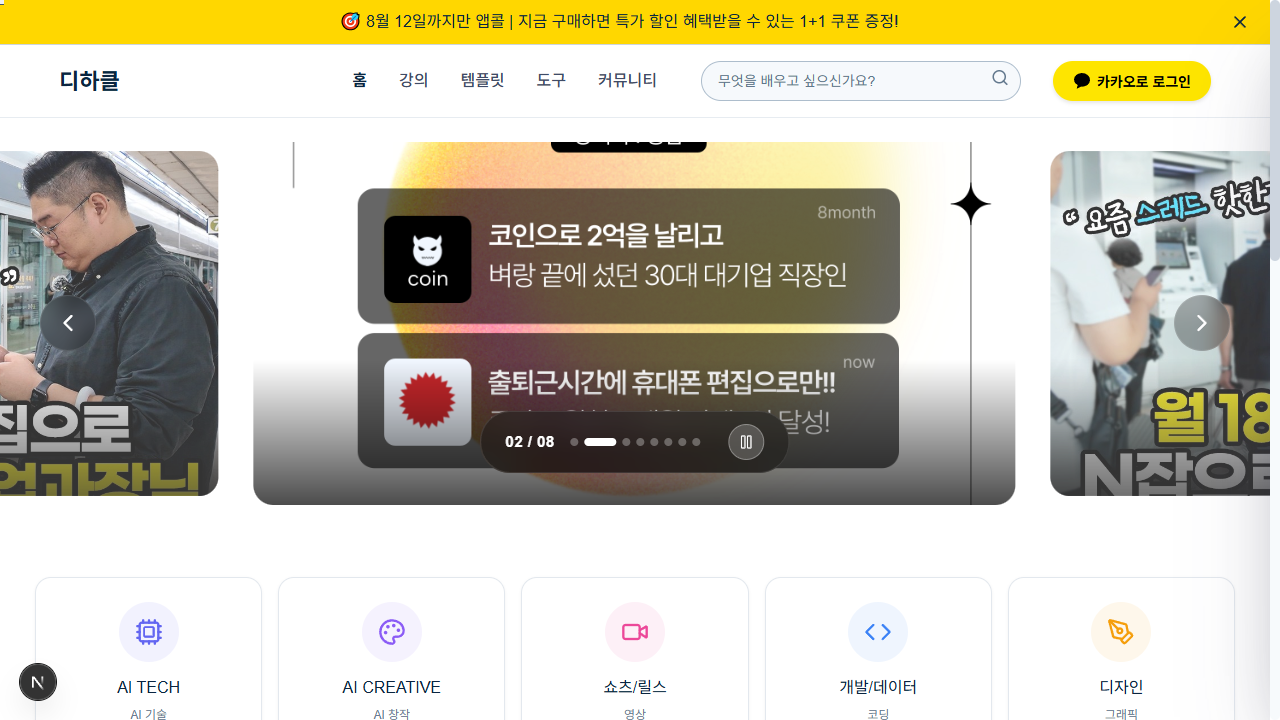 8월 12일까지만 앱콜 | 지금 구매하면 특가 할인 혜택받을 수 있는 1+1 쿠폰 증정!
디하클
홈
강의
템플릿
도구
커뮤니티
무엇을 배우고 싶으신가요?
카카오로 로그인
집으로
업과장님
8month
coin
코인으로 2억을 날리고
벼랑 끝에 섰던 30대 대기업 직장인
now
출퇴근시간에 휴대폰 편집으로만!!
달성!
02 / 08
“ 요즘 스레드 핫한
월 18
N잡으로
AI TECH
AI 기술
AI CREATIVE
AI 창작
쇼츠/릴스
영상
개발/데이터
코딩
디자인
그래픽
N